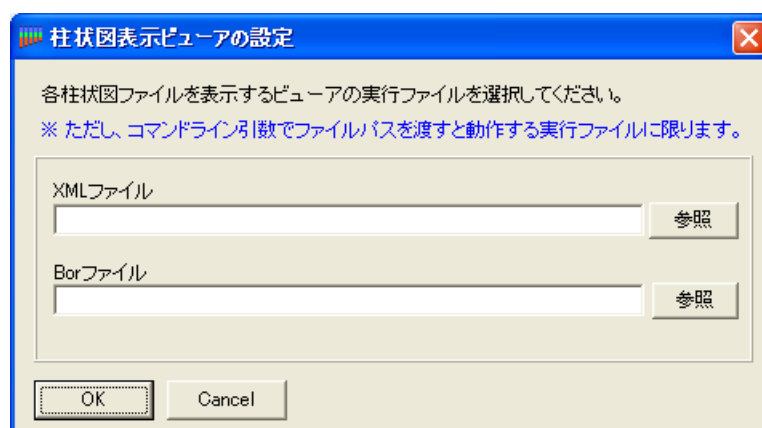 柱状図表示ビューアの設定
各柱状図ファイルを表示するビューアの実行ファイルを選択してください。
※ ただし、コマンドライン引数でファイルパスを渡すと動作する実行ファイルに限ります。
XMLファイル
参照
Borファイル
参照
OK
Cancel